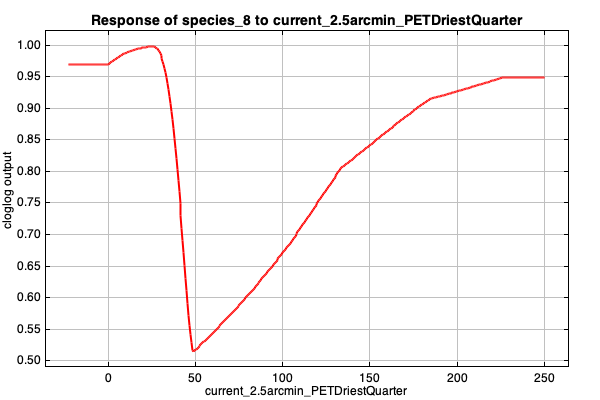 Response of species_8 to current_2.5arcmin_PETDriestQuarter
1.00
0.95
0.90
0.85
0.80
0.75
0.70
0.65
0.60
0.55
0.50
cloglog output
0 50 100 150 200 250
current_2.5arcmin_PETDriestQuarter